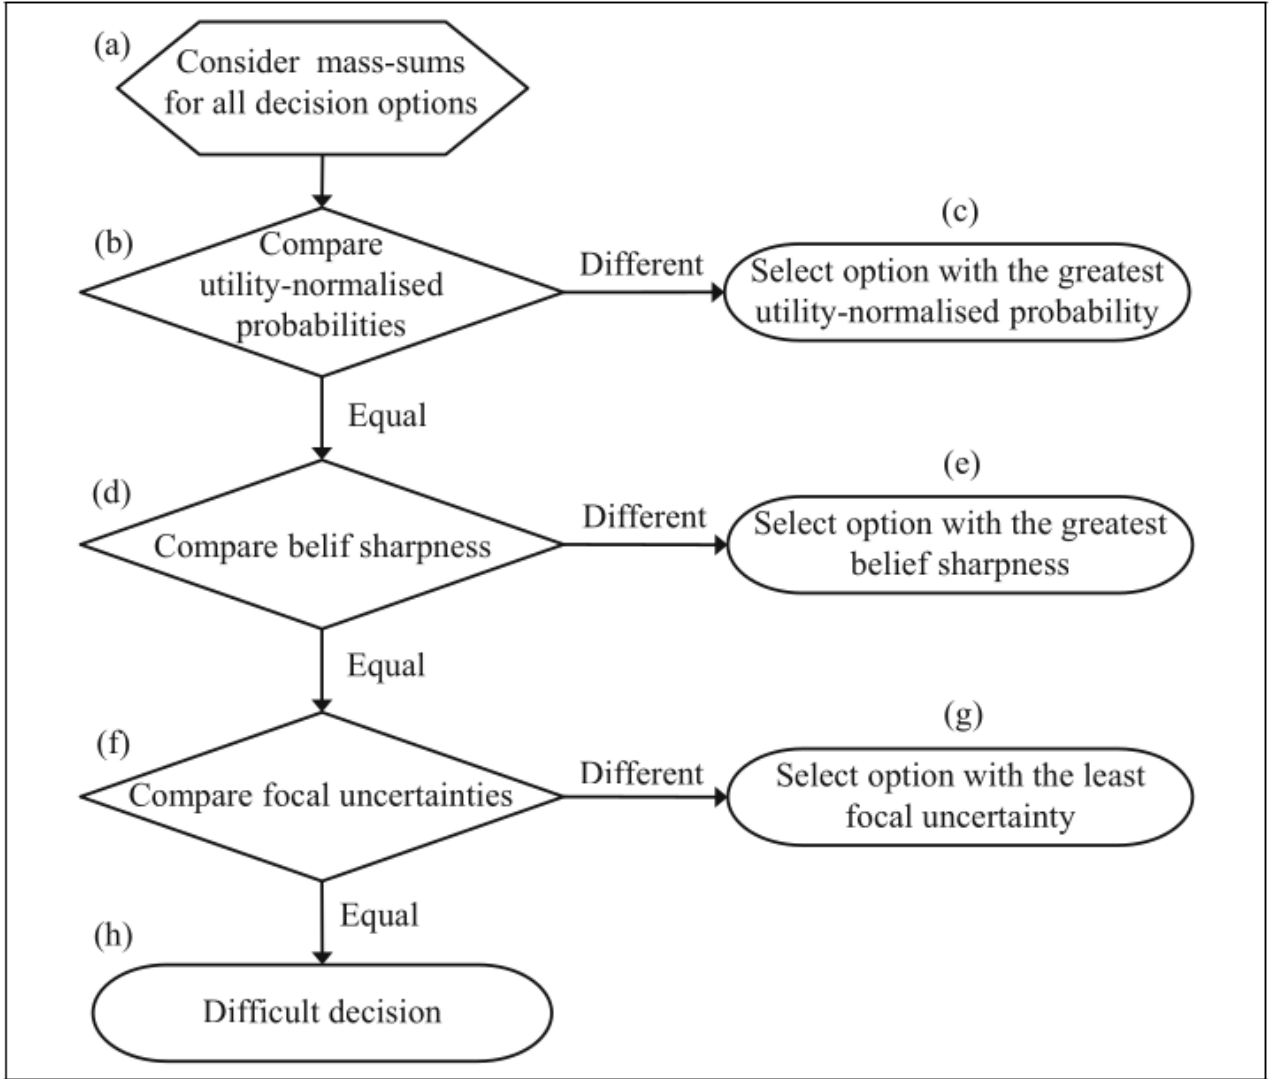 (a)
Consider mass-sums
for all decision options
(b)
Compare
utility-normalised
probabilities
Different
(c)
Select option with the greatest
utility-normalised probability
Equal
(d)
Compare belif sharpness
Different
(e)
Select option with the greatest
belief sharpness
Equal
(f)
Compare focal uncertainties
Different
(g)
Select option with the least
focal uncertainty
Equal
(h)
Difficult decision